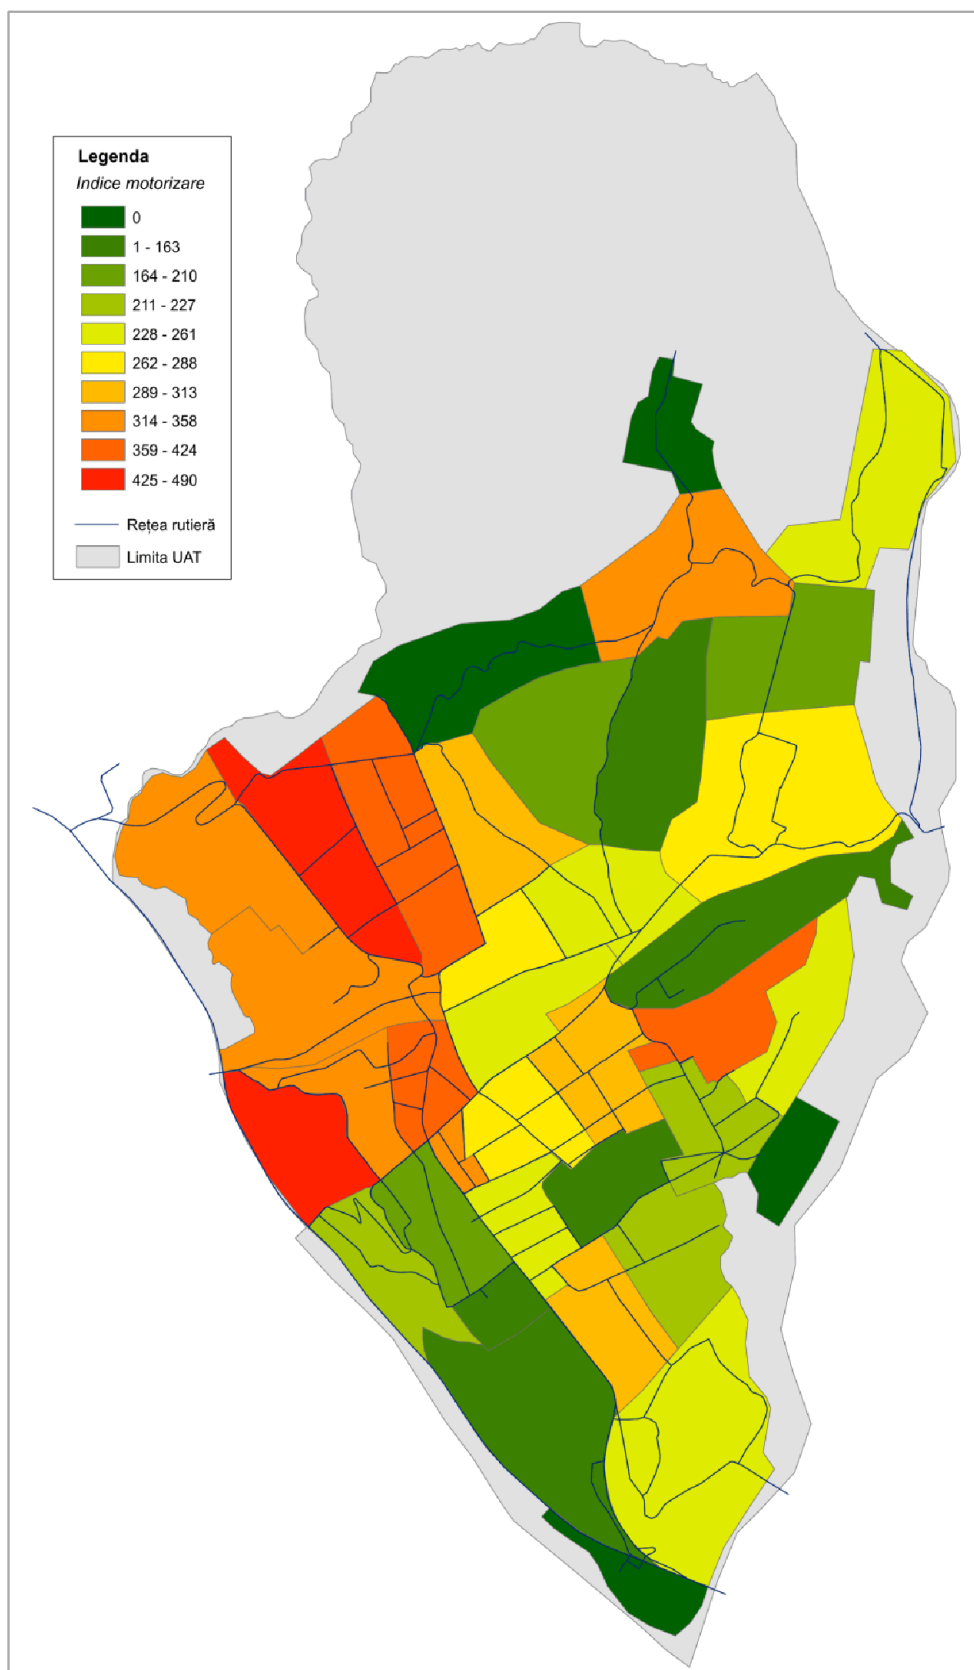 Legenda
Indice motorizare
0
1 - 163
164 - 210
211 - 227
228 - 261
262 - 288
289 - 313
314 - 358
359 - 424
425 - 490
Rețea rutieră
Limita UAT